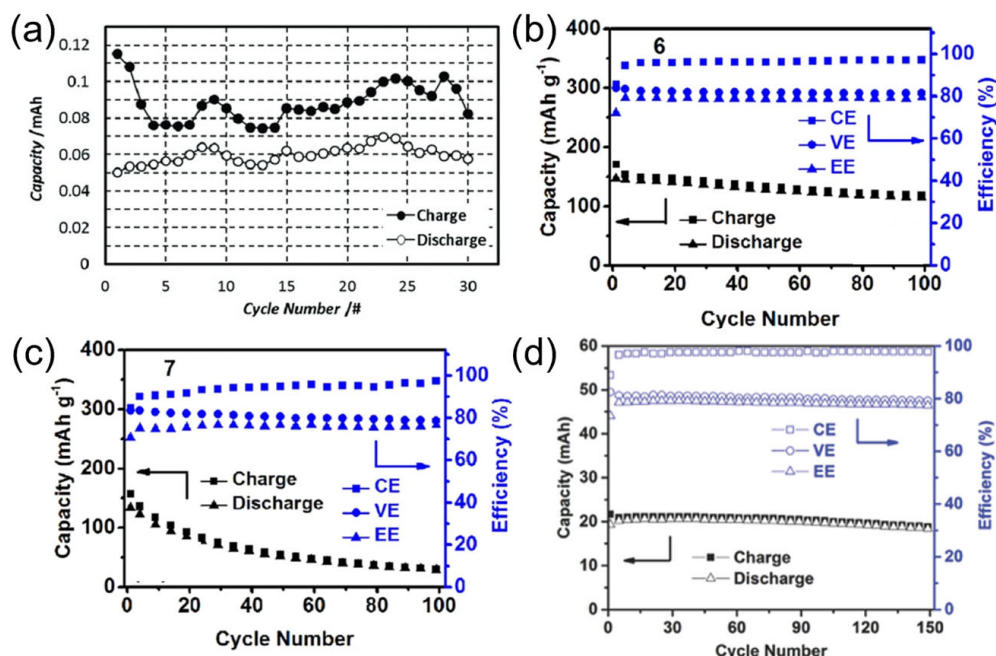 (a)
0.12
0.1
0.08
0.06
0.04
0.02
0
Capacity /mAh
Charge
Discharge
0 5 10 15 20 25 30
Cycle Number /#
(b)
6
400
300
200
100
0
Capacity (mAh g⁻¹)
CE
VE
EE
Charge
Discharge
100
80
60
40
20
0
Efficiency (%)
0 20 40 60 80 100
Cycle Number
(c)
7
400
350
300
250
200
150
100
50
0
Capacity (mAh g⁻¹)
Charge
Discharge
CE
VE
EE
100
80
60
40
20
0
Efficiency (%)
0 20 40 60 80 100
Cycle Number
(d)
60
50
40
30
20
10
0
Capacity (mAh)
CE
VE
EE
Charge
Discharge
100
80
60
40
20
0
Efficiency (%)
0 30 60 90 120 150
Cycle Number